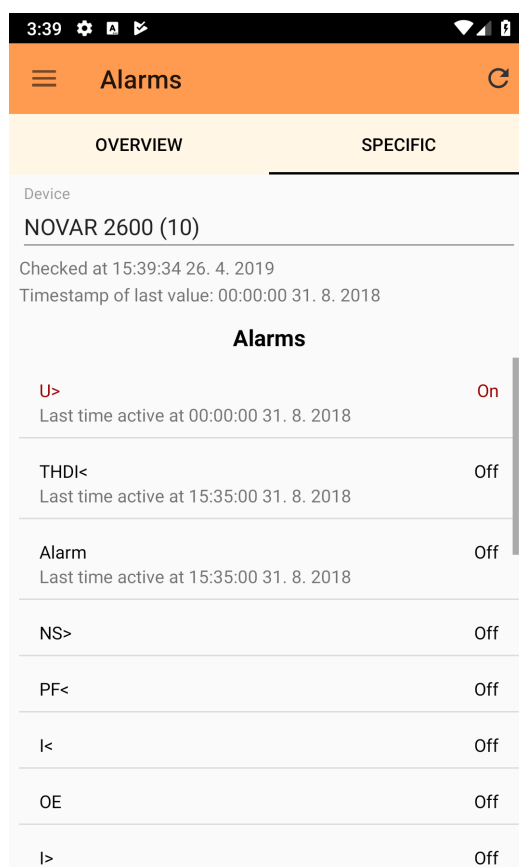 3:39
Alarms
OVERVIEW SPECIFIC
Device
NOVAR 2600 (10)
Checked at 15:39:34 26. 4. 2019
Timestamp of last value: 00:00:00 31. 8. 2018
Alarms
U> On
Last time active at 00:00:00 31. 8. 2018
THDI< Off
Last time active at 15:35:00 31. 8. 2018
Alarm Off
Last time active at 15:35:00 31. 8. 2018
NS> Off
PF< Off
I< Off
OE Off
I> Off